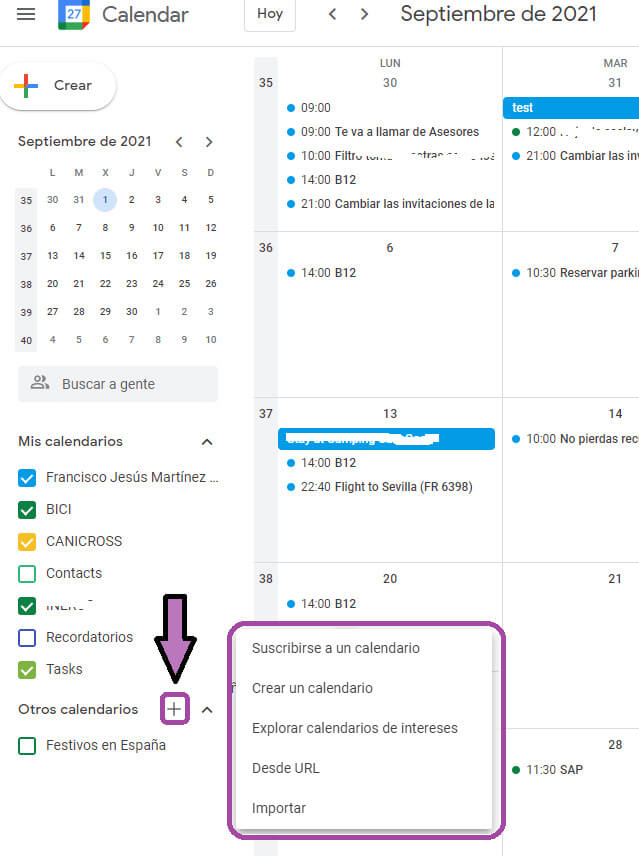 27 Calendar Hoy Septiembre de 2021
Crear
Septiembre de 2021
L M X J V S D
35 30 31 1 2 3 4 5
36 6 7 8 9 10 11 12
37 13 14 15 16 17 18 19
38 20 21 22 23 24 25 26
39 27 28 29 30 1 2 3
40 4 5 6 7 8 9 10
Buscar a gente
Mis calendarios
Francisco Jesús Martínez ...
BICI
CANICROSS
Contacts
Recordatorios
Tasks
Otros calendarios
Festivos en España
LUN MAR
35 30 31
09:00 test
09:00 Te va a llamar de Asesores 12:00
10:00 Filtro 21:00 Cambiar las inv
14:00 B12
21:00 Cambiar las invitaciones de la
36 6 7
14:00 B12 10:30 Reservar parki
37 13 14
10:00 No pierdas rec
14:00 B12
22:40 Flight to Sevilla (FR 6398)
38 20 21
14:00 B12
Suscribirse a un calendario
Crear un calendario
Explorar calendarios de intereses
Desde URL
Importar
28
11:30 SAP